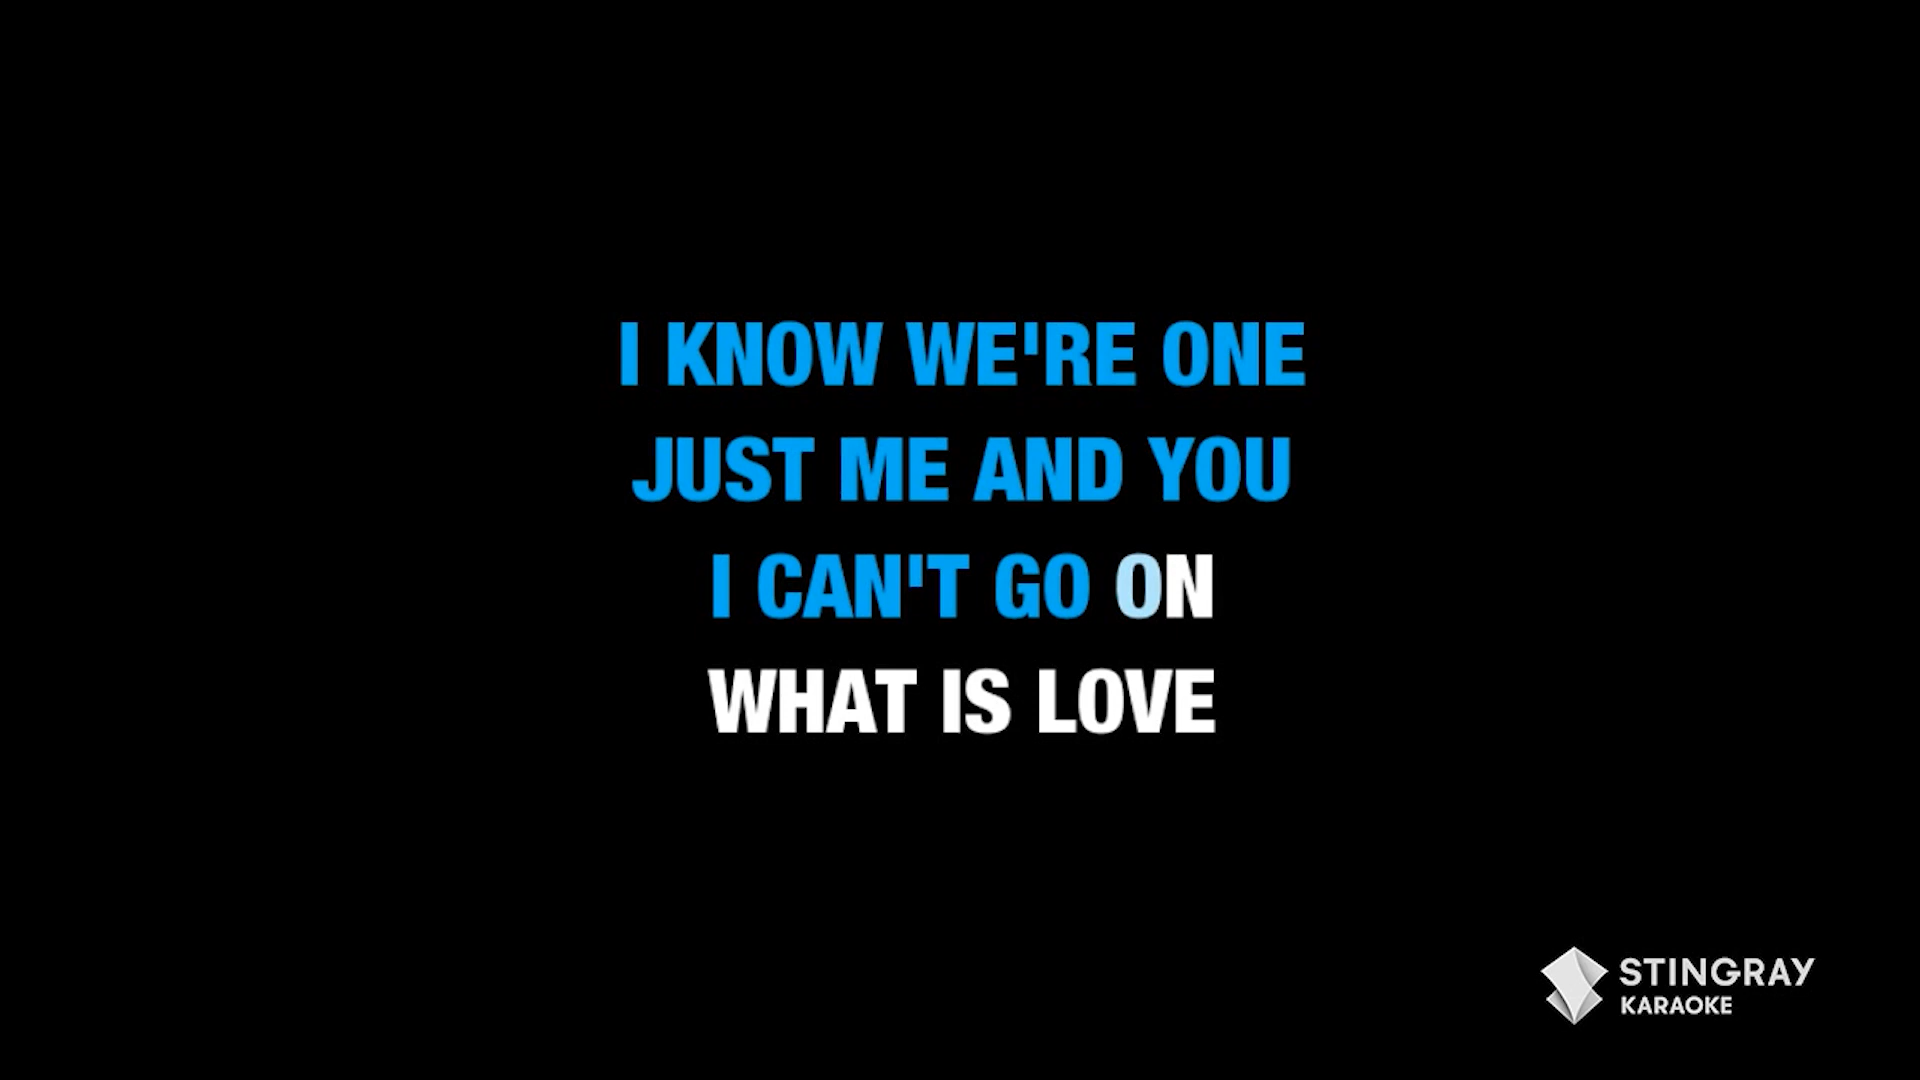 I KNOW WE'RE ONE
JUST ME AND YOU
I CAN'T GO ON
WHAT IS LOVE
STINGRAY
KARAOKE